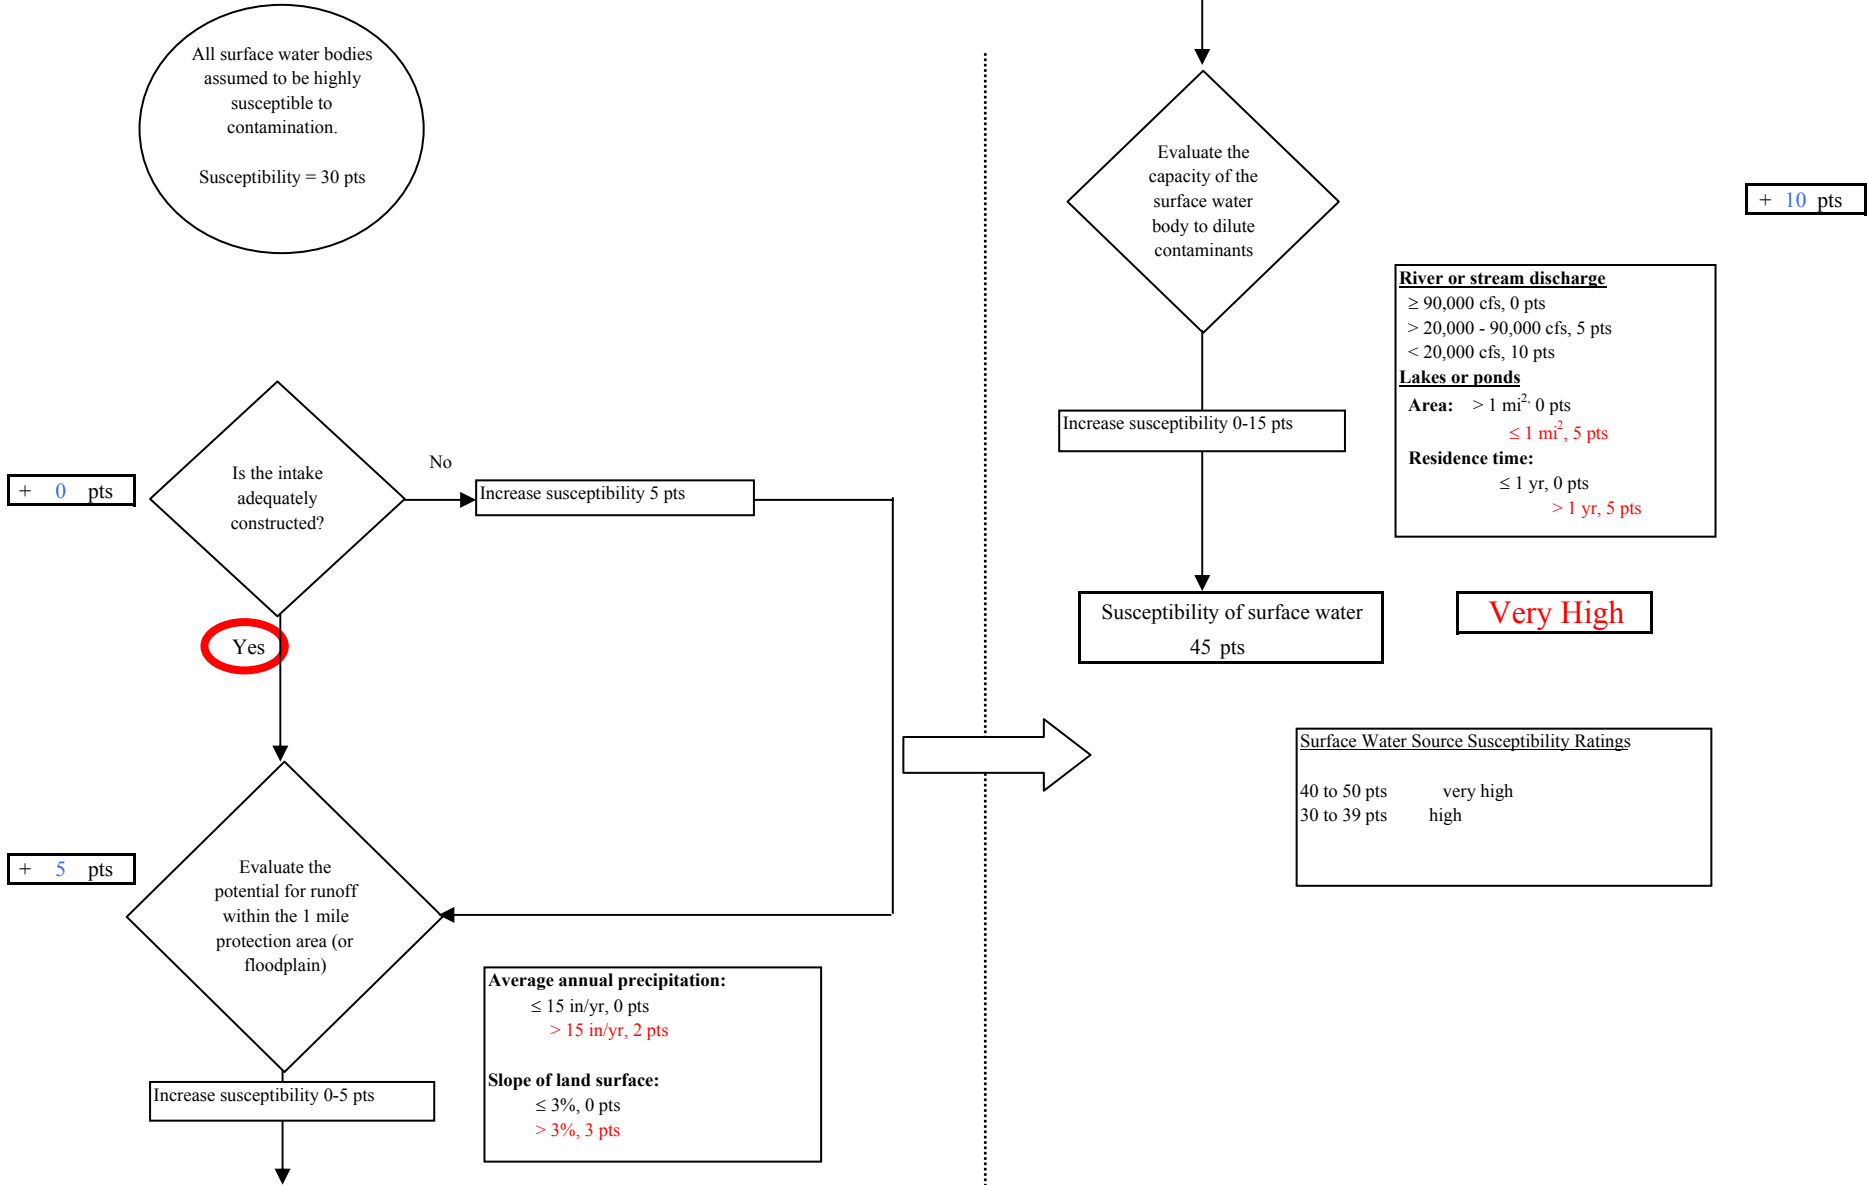 All surface water bodies
assumed to be highly
susceptible to
contamination.
Susceptibility = 30 pts
+ 0 pts
Is the intake
adequately
constructed?
No
Increase susceptibility 5 pts
Yes
+ 5 pts
Evaluate the
potential for runoff
within the 1 mile
protection area (or
floodplain)
Average annual precipitation:
≤ 15 in/yr, 0 pts
> 15 in/yr, 2 pts
Slope of land surface:
≤ 3%, 0 pts
> 3%, 3 pts
Increase susceptibility 0-5 pts
Evaluate the
capacity of the
surface water
body to dilute
contaminants
+ 10 pts
River or stream discharge
≥ 90,000 cfs, 0 pts
> 20,000 - 90,000 cfs, 5 pts
< 20,000 cfs, 10 pts
Lakes or ponds
Area: > 1 mi², 0 pts
≤ 1 mi², 5 pts
Residence time:
≤ 1 yr, 0 pts
> 1 yr, 5 pts
Increase susceptibility 0-15 pts
Susceptibility of surface water
45 pts
Very High
Surface Water Source Susceptibility Ratings
40 to 50 pts very high
30 to 39 pts high